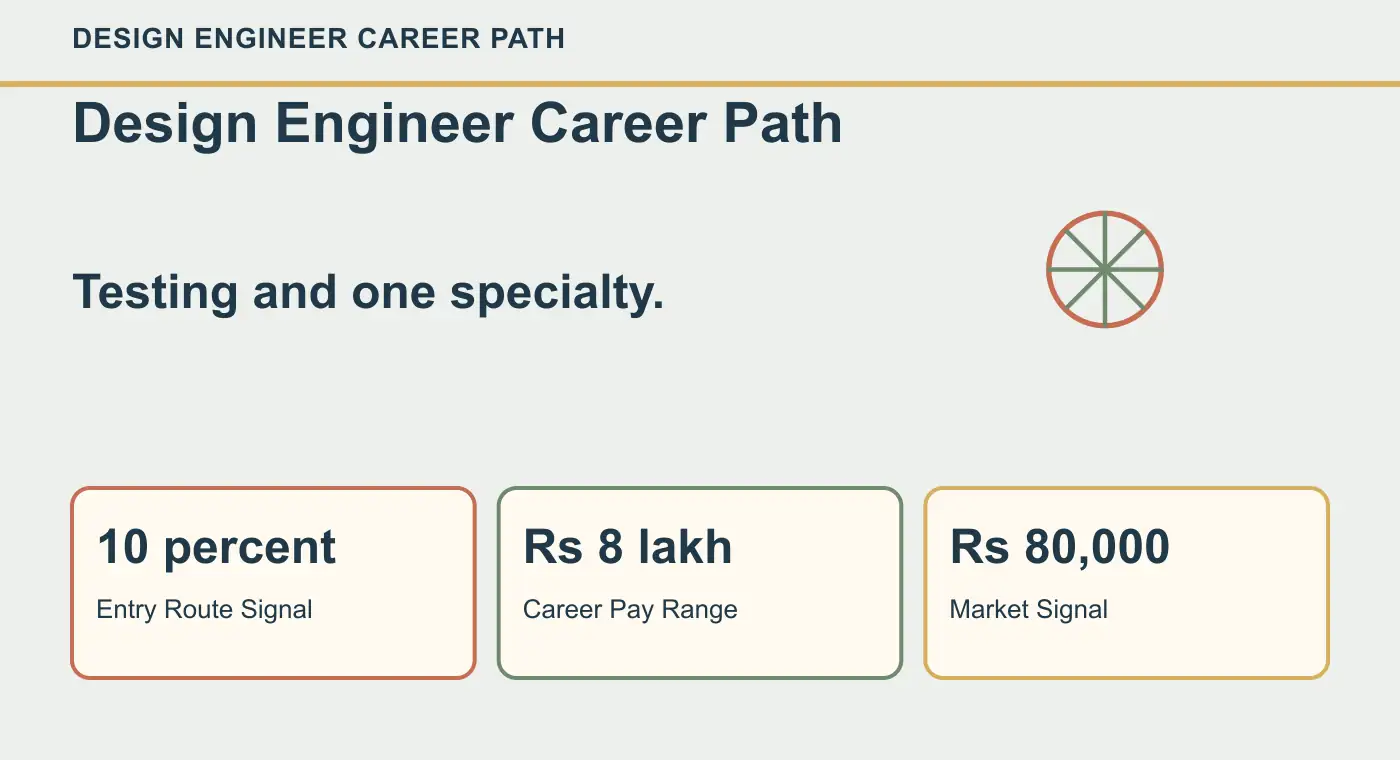 DESIGN ENGINEER CAREER PATH
Design Engineer Career Path
Testing and one specialty.
10 percent
Entry Route Signal
Rs 8 lakh
Career Pay Range
Rs 80,000
Market Signal